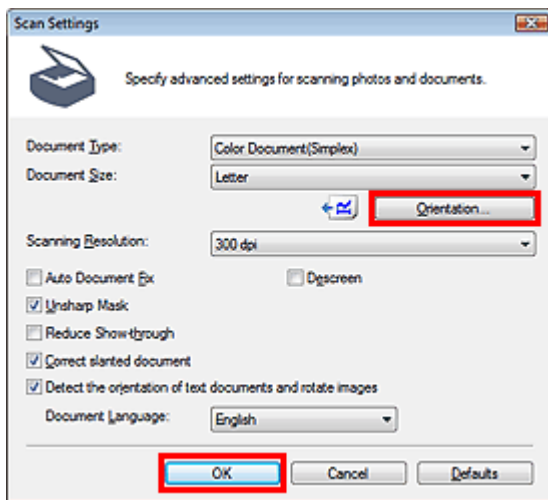 Scan Settings
Specify advanced settings for scanning photos and documents.
Document Type: Color Document(Simplex)
Document Size: Letter
Orientation...
Scanning Resolution: 300 dpi
Auto Document Fix Descreen
Unsharp Mask
Reduce Show-through
Correct slanted document
Detect the orientation of text documents and rotate images
Document Language: English
OK Cancel Defaults